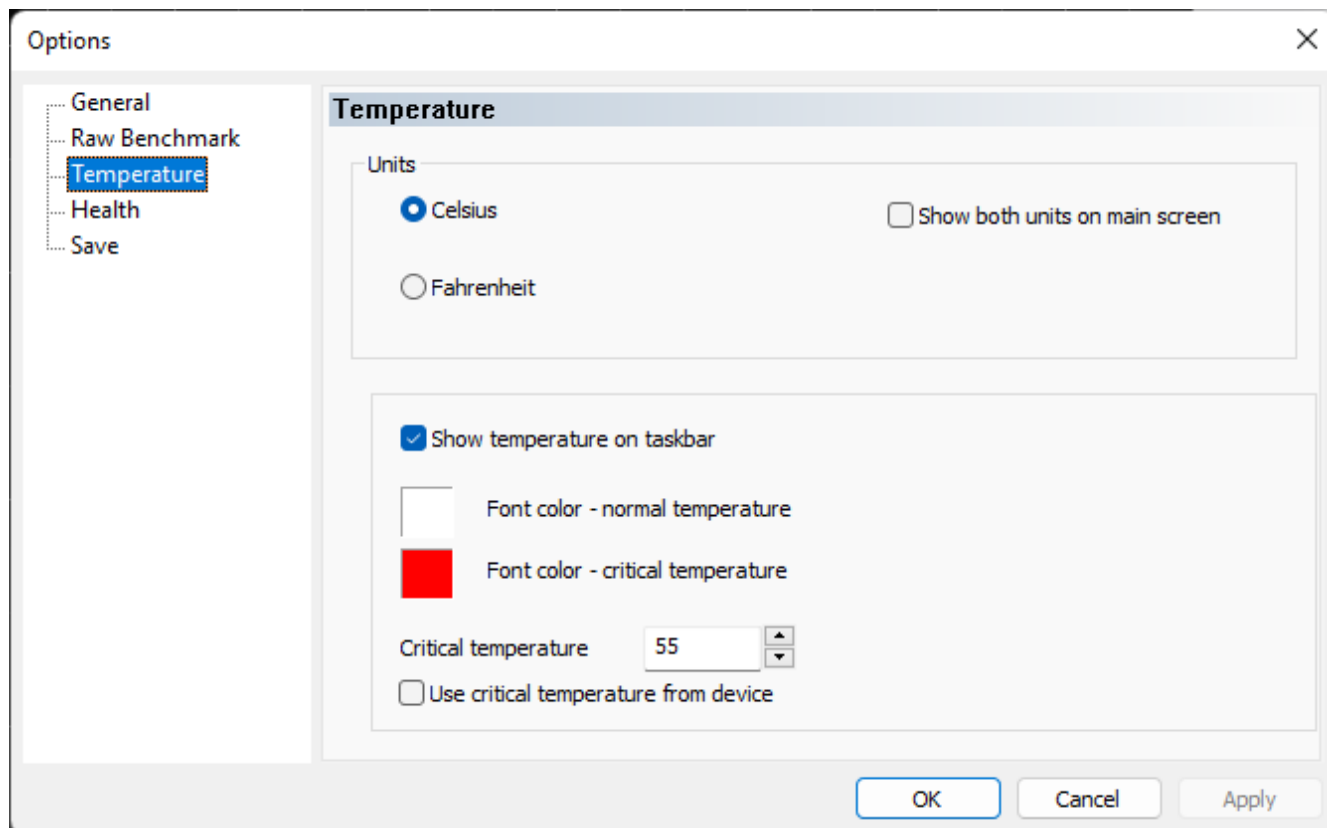 Options
General
Raw Benchmark
Temperature
Health
Save
Temperature
Units
Celsius
Show both units on main screen
Fahrenheit
Show temperature on taskbar
Font color - normal temperature
Font color - critical temperature
Critical temperature 55
Use critical temperature from device
OK Cancel Apply